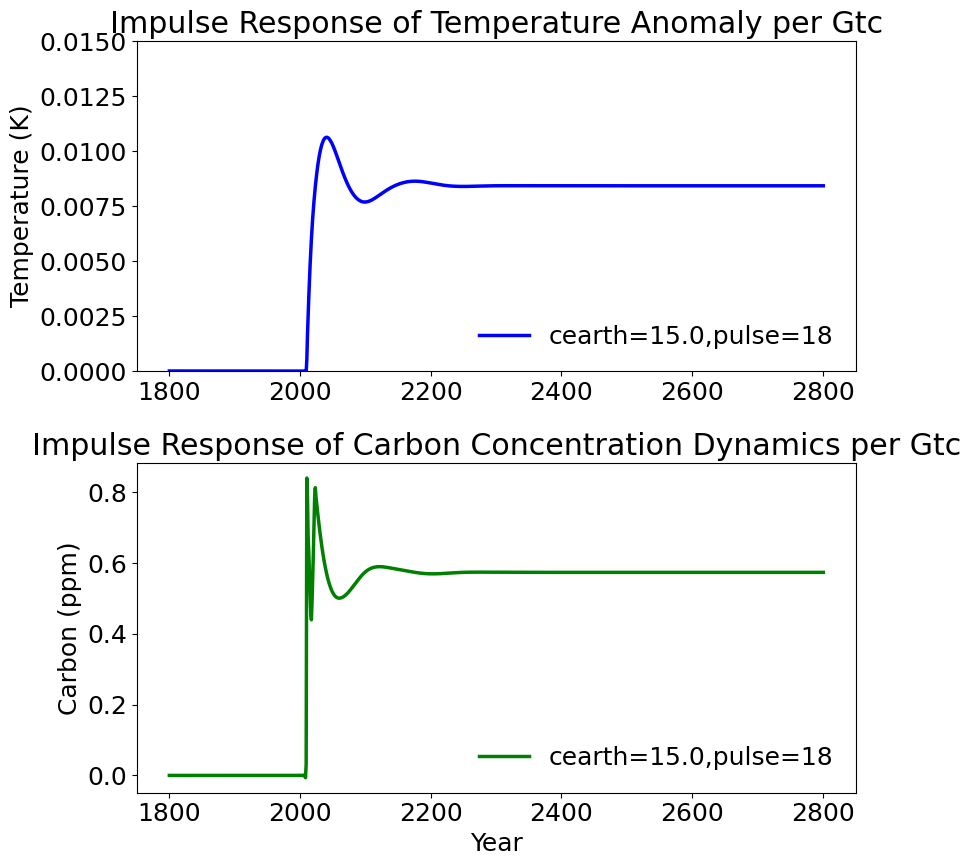 Impulse Response of Temperature Anomaly per Gtc
0.0150
0.0125
0.0100
0.0075
0.0050
0.0025
0.0000
Temperature (K)
cearth=15.0,pulse=18
1800 2000 2200 2400 2600 2800
Impulse Response of Carbon Concentration Dynamics per Gtc
0.8
0.6
0.4
0.2
0.0
Carbon (ppm)
cearth=15.0,pulse=18
1800 2000 2200 2400 2600 2800
Year